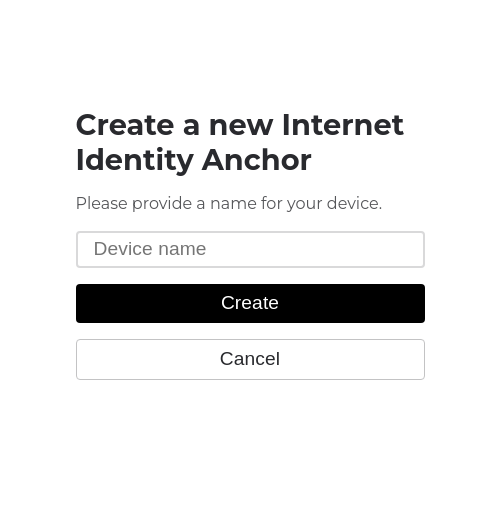 Create a new Internet
Identity Anchor
Please provide a name for your device.
Device name
Create
Cancel